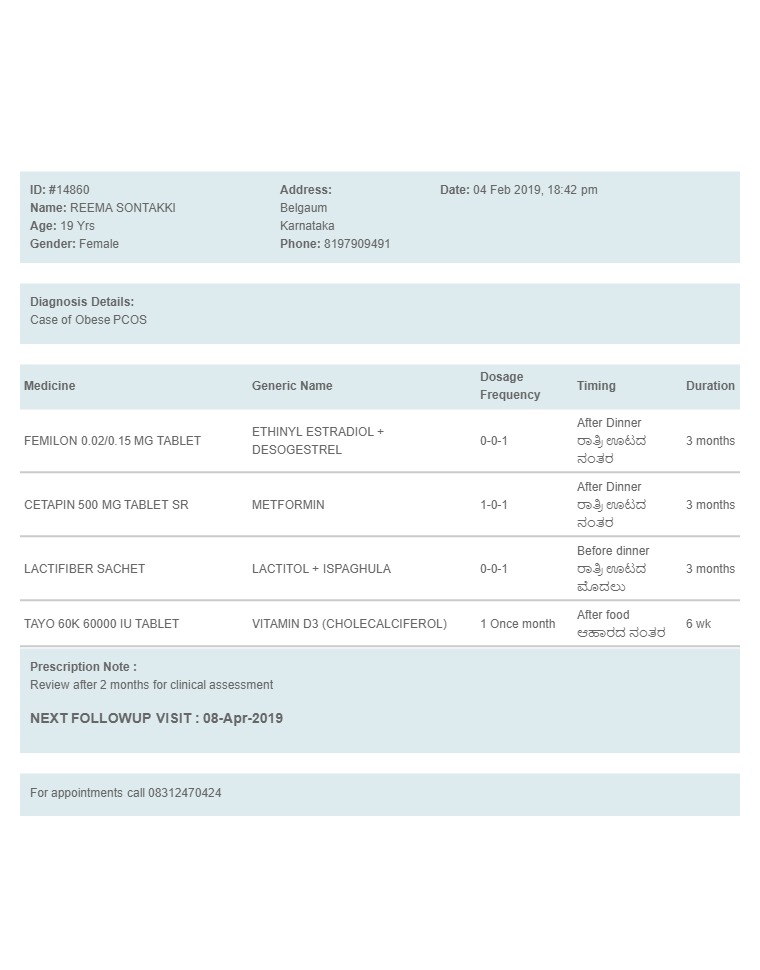 ID: #14860 Address: Date: 04 Feb 2019, 18:42 pm
Name: REEMA SONTAKKI Belgaum
Age: 19 Yrs Karnataka
Gender: Female Phone: 8197909491
Diagnosis Details:
Case of Obese PCOS
Medicine Generic Name Dosage Frequency Timing Duration
FEMILON 0.02/0.15 MG TABLET
ETHINYL ESTRADIOL +
DESOGESTREL
0-0-1
After Dinner
ರಾತ್ರಿ ಊಟದ
ನಂತರ
3 months
CETAPIN 500 MG TABLET SR
METFORMIN
1-0-1
After Dinner
ರಾತ್ರಿ ಊಟದ
ನಂತರ
3 months
LACTIFIBER SACHET
LACTITOL + ISPAGHULA
0-0-1
Before dinner
ರಾತ್ರಿ ಊಟದ
ಮೊದಲು
3 months
TAYO 60K 60000 IU TABLET
VITAMIN D3 (CHOLECALCIFEROL)
1 Once month
After food
ಆಹಾರದ ನಂತರ
6 wk
Prescription Note :
Review after 2 months for clinical assessment
NEXT FOLLOWUP VISIT : 08-Apr-2019
For appointments call 08312470424